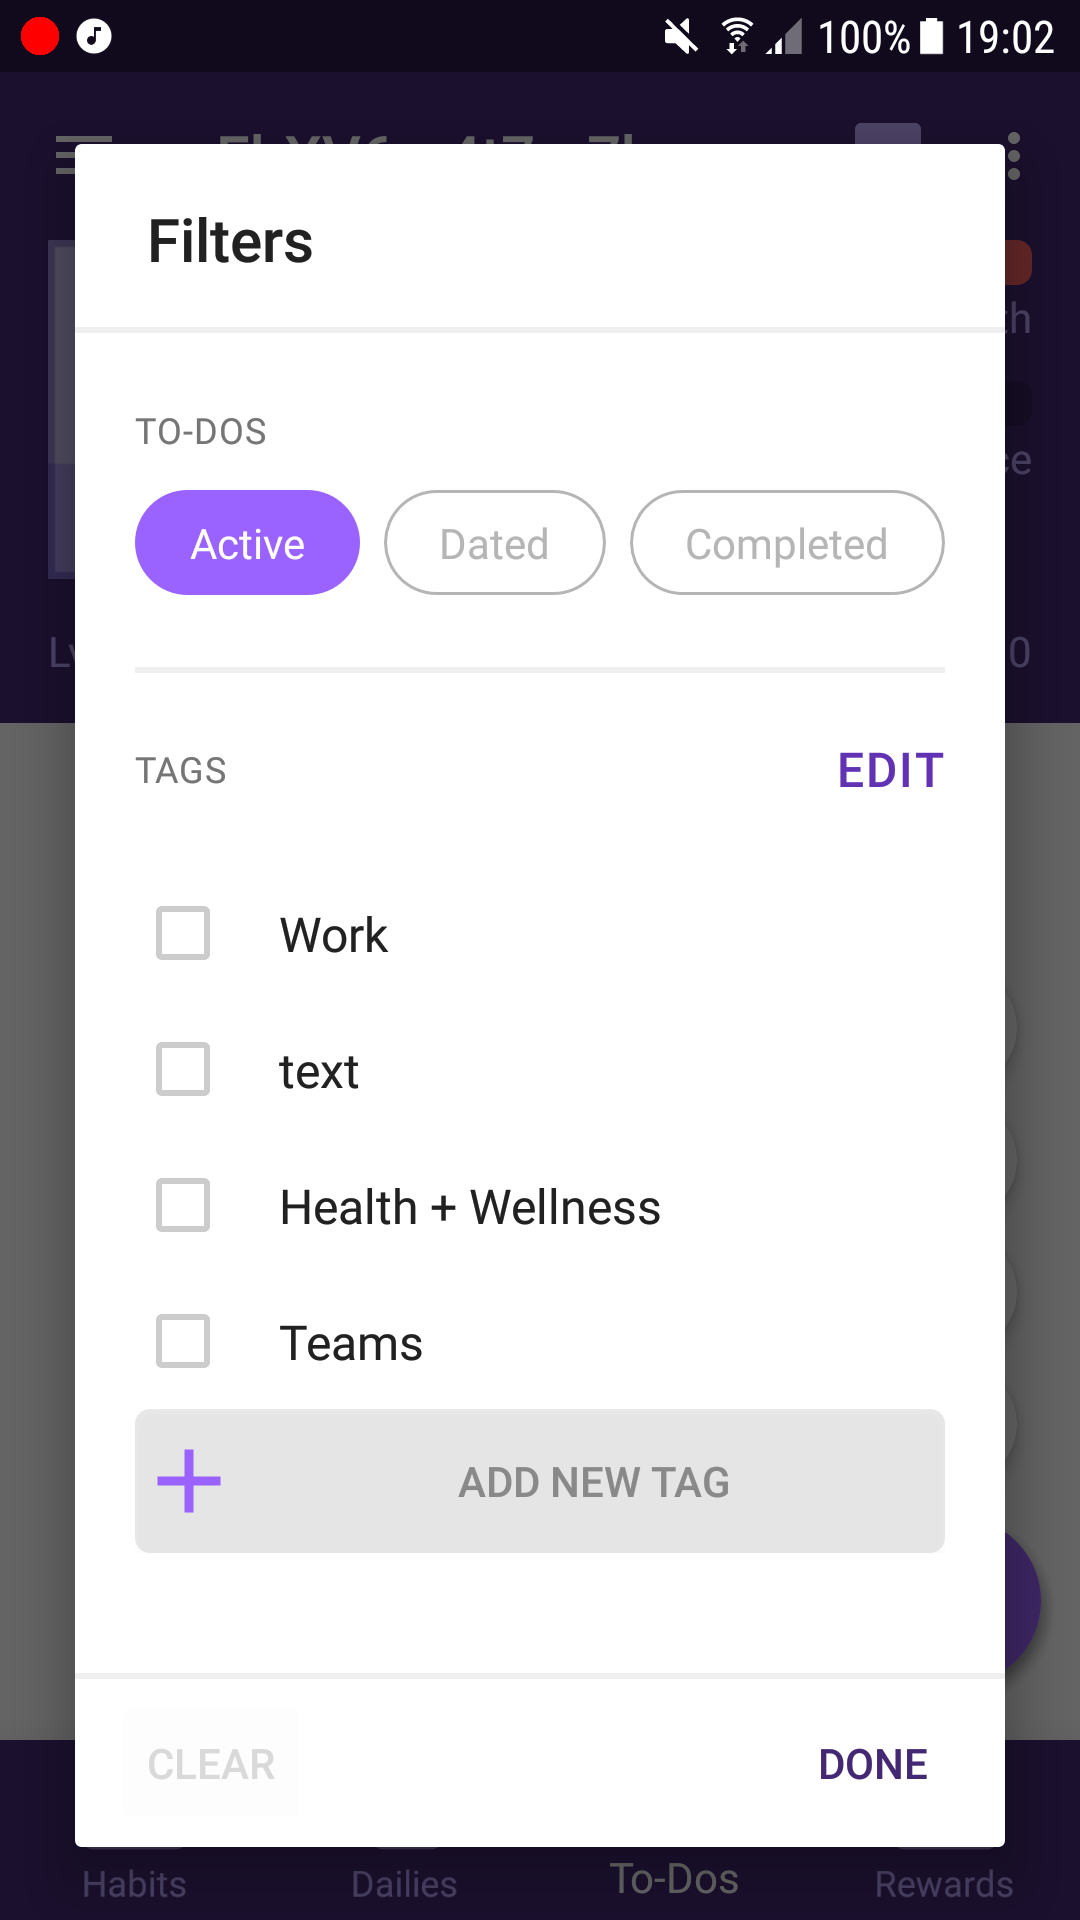 100% 19:02
Filters
TO-DOS
Active Dated Completed
TAGS EDIT
Work
text
Health + Wellness
Teams
ADD NEW TAG
CLEAR DONE
Habits Dailies To-Dos Rewards